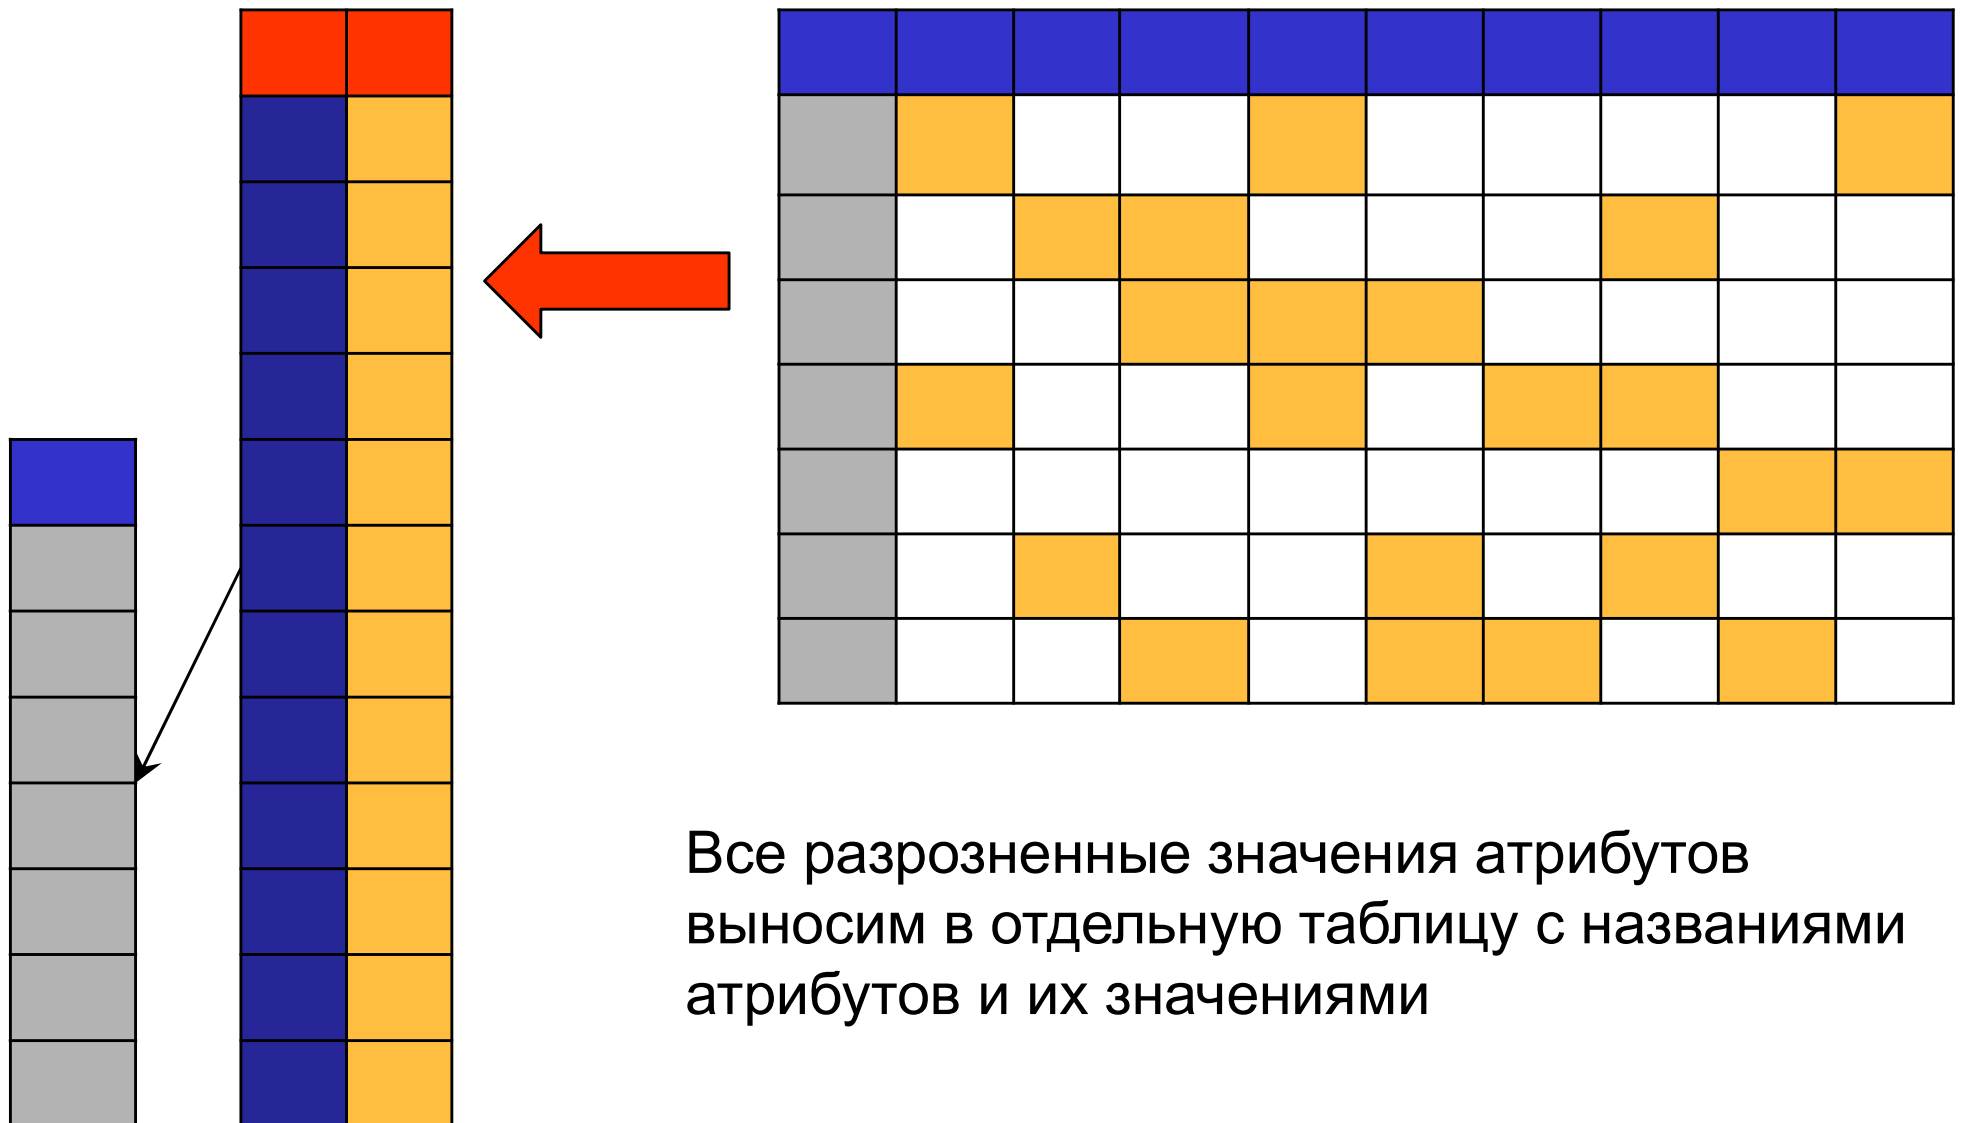 Все разрозненные значения атрибутов
выносим в отдельную таблицу с названиями
атрибутов и их значениями